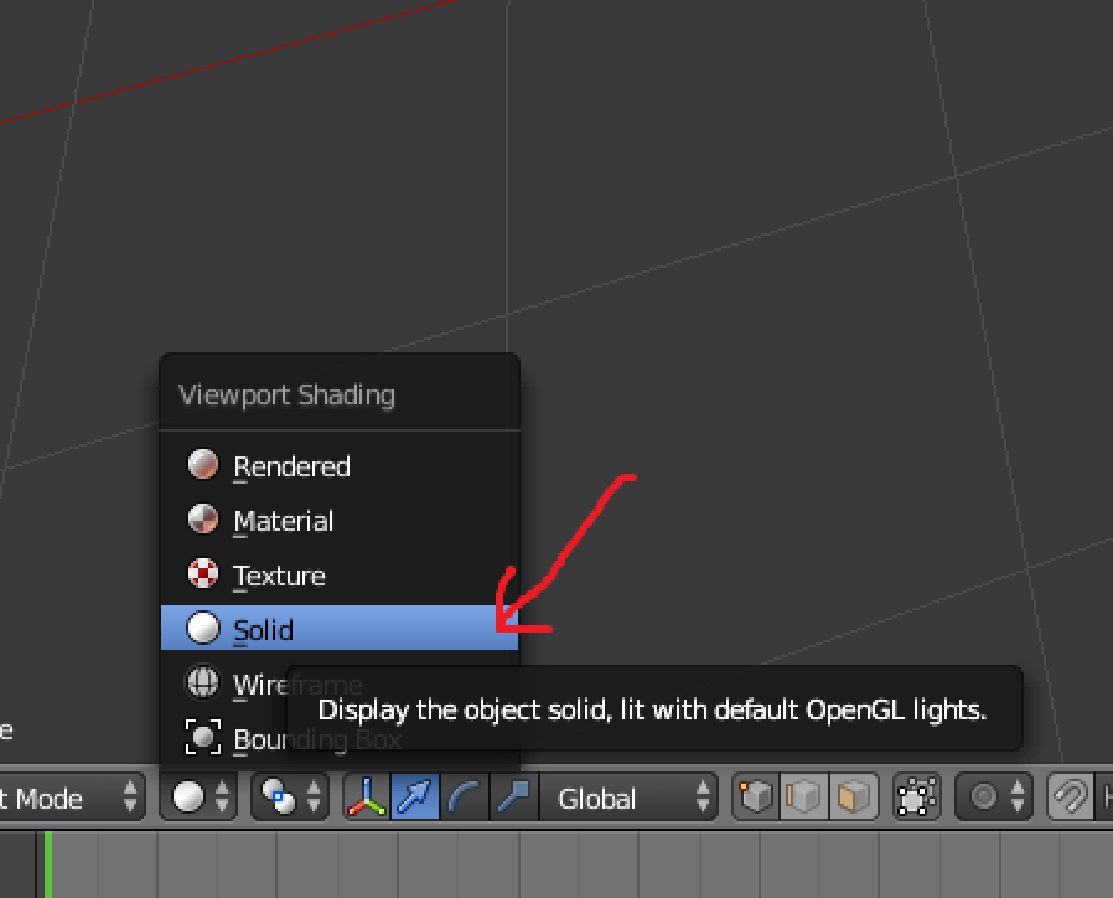 Viewport Shading
Rendered
Material
Texture
Solid
Wireframe
Display the object solid, lit with default OpenGL lights.
Bounding Box
e
t Mode
Global